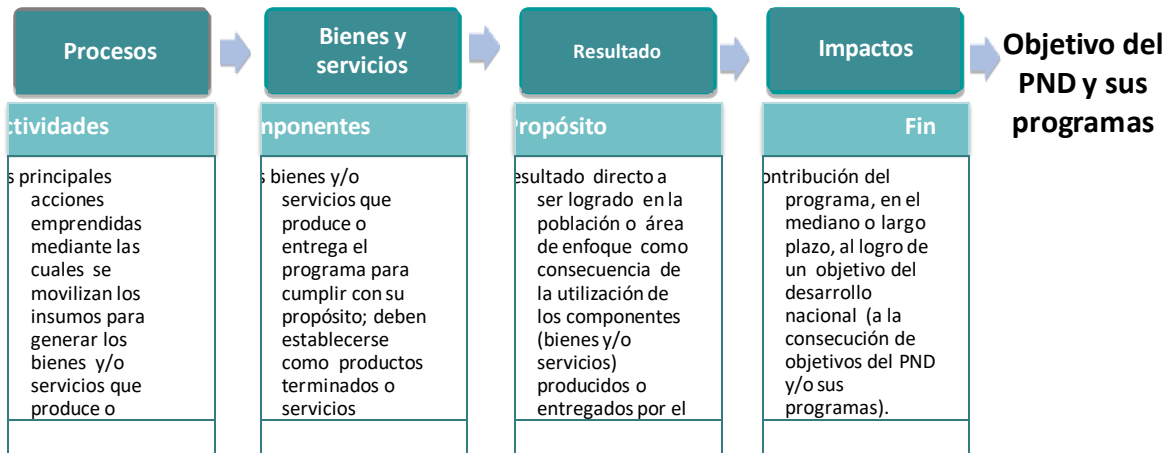 Procesos
Bienes y
servicios
Resultado
Impactos
Objetivo del
PND y sus
programas
ctividades
mponentes
Propósito
Fin
s principales
acciones
emprendidas
mediante las
cuales se
movilizan los
insumos para
generar los
bienes y/o
servicios que
produce o
s bienes y/o
servicios que
produce o
entrega el
programa para
cumplir con su
propósito; deben
establecerse
como productos
terminados o
servicios
esultado directo a
ser logrado en la
población o área
de enfoque como
consecuencia de
la utilización de
los componentes
(bienes y/o
servicios)
producidos o
entregados por el
ontribución del
programa, en el
mediano o largo
plazo, al logro de
un objetivo del
desarrollo
nacional (a la
consecución de
objetivos del PND
y/o sus
programas).